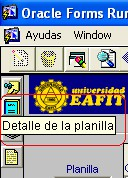 Oracle Forms Run
Ayudas Window
universidad
EAFIT
Detalle de la planilla
Planilla